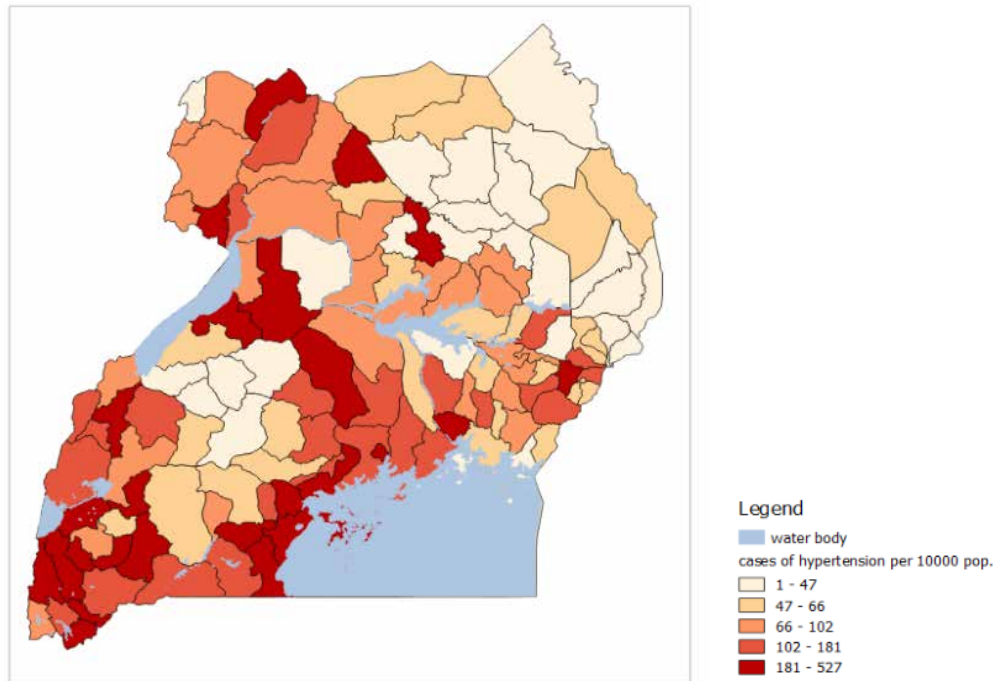 Legend
water body
cases of hypertension per 10000 pop.
1 - 47
47 - 66
66 - 102
102 - 181
181 - 527